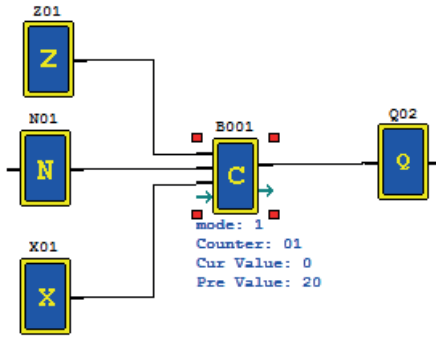 Z01
Z
N01
N
B001
C
Q02
Q
mode: 1
Counter: 01
Cur Value: 0
Pre Value: 20
X01
X